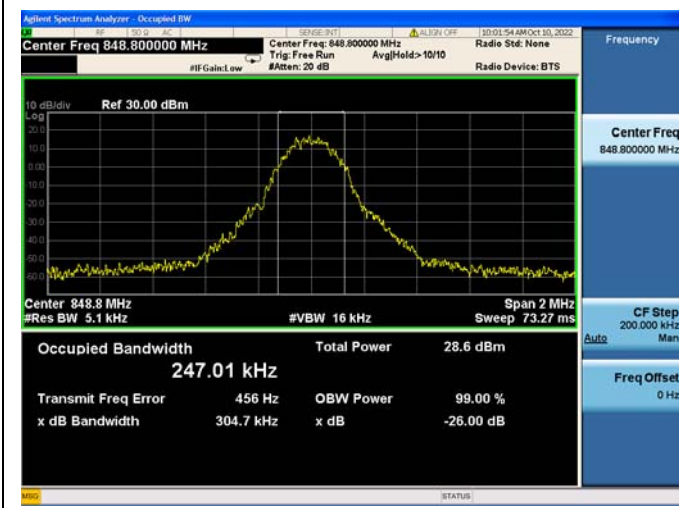 Agilent Spectrum Analyzer - Occupied BW
RF 50 Ω AC SENSE:INT ALIGN OFF 10:01:54 AM Oct 10, 2022
Center Freq 848.800000 MHz
Center Freq: 848.800000 MHz
Radio Std: None
Trig: Free Run Avg|Hold:>10/10
#IFGain:Low #Atten: 20 dB Radio Device: BTS
Frequency
10 dB/div Ref 30.00 dBm
Log
20.0
10.0
0.00
10.0
20.0
30.0
40.0
50.0
60.0
Center 848.8 MHz Span 2 MHz
#Res BW 5.1 kHz #VBW 16 kHz Sweep 73.27 ms
Occupied Bandwidth Total Power 28.6 dBm
247.01 kHz
Transmit Freq Error 456 Hz OBW Power 99.00 %
x dB Bandwidth 304.7 kHz x dB -26.00 dB
Center Freq
848.800000 MHz
CF Step
200.000 kHz
Auto Man
Freq Offset
0 Hz
MSG STATUS